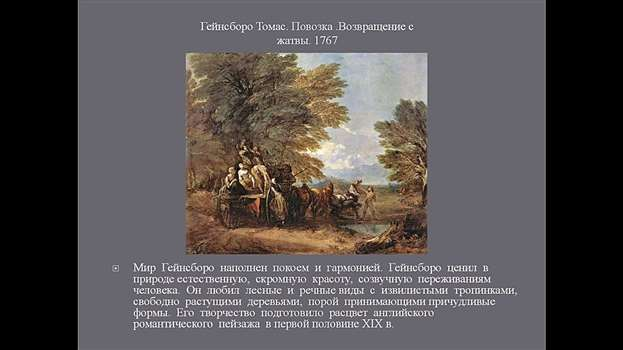 Гейнсборо Томас. Повозка .Возвращение с
жатвы. 1767
Мир Гейнсборо наполнен покоем и гармонией. Гейнсборо ценил в
природе естественную, скромную красоту, созвучную переживаниям
человека. Он любил лесные и речные виды с извилистыми тропинками,
свободно растущими деревьями, порой принимающими причудливые
формы. Его творчество подготовило расцвет английского
романтического пейзажа в первой половине XIX в.